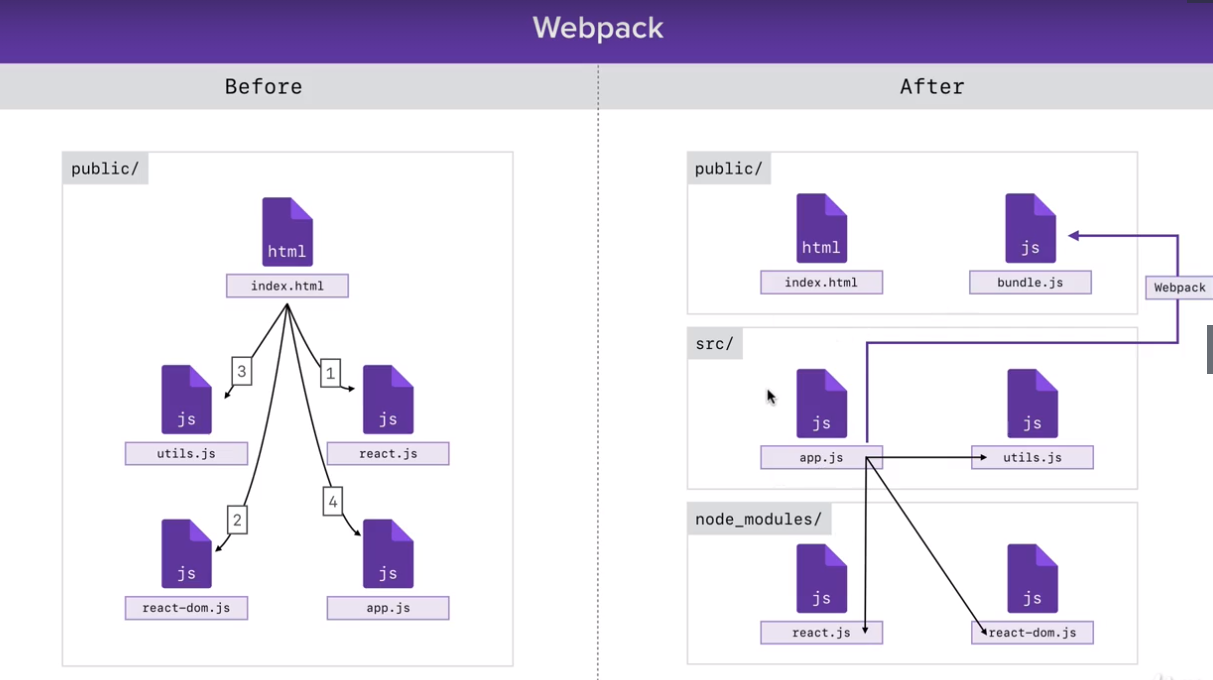 Webpack
Before
After
public/
html
index.html
3
1
js
utils.js
js
react.js
2
4
js
react-dom.js
js
app.js
public/
html
index.html
js
bundle.js
Webpack
src/
js
app.js
js
utils.js
node_modules/
js
react.js
js
react-dom.js